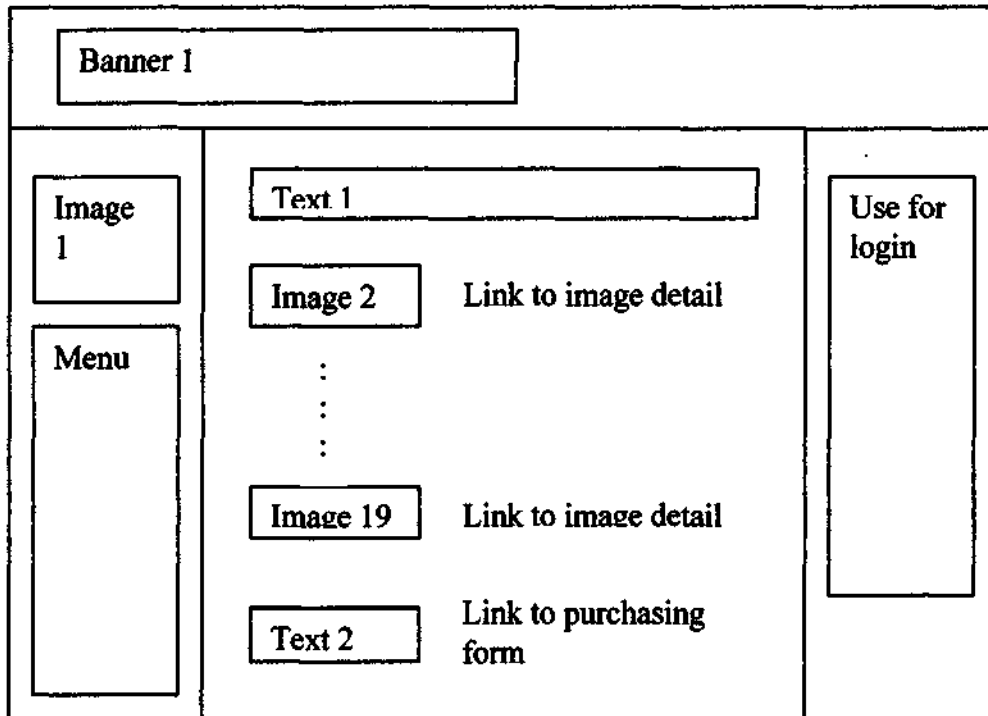 Banner 1
Image
1
Menu
Text 1
Image 2 Link to image detail
Image 19 Link to image detail
Text 2 Link to purchasing
form
Use for
login